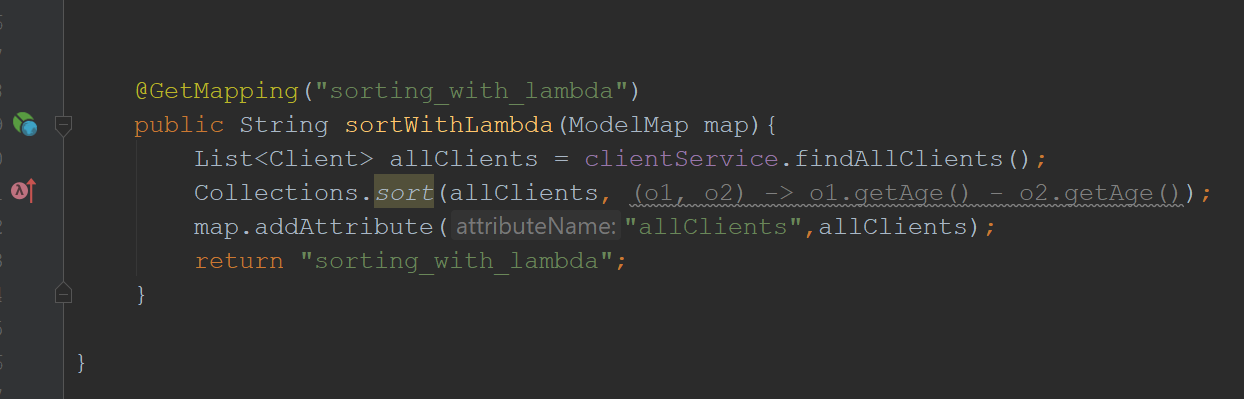 @GetMapping("sorting_with_lambda")
public String sortWithLambda(ModelMap map){
List<Client> allClients = clientService.findAllClients();
Collections.sort(allClients, (o1, o2) -> o1.getAge() - o2.getAge());
map.addAttribute( attributeName: "allClients",allClients);
return "sorting_with_lambda";
}
}